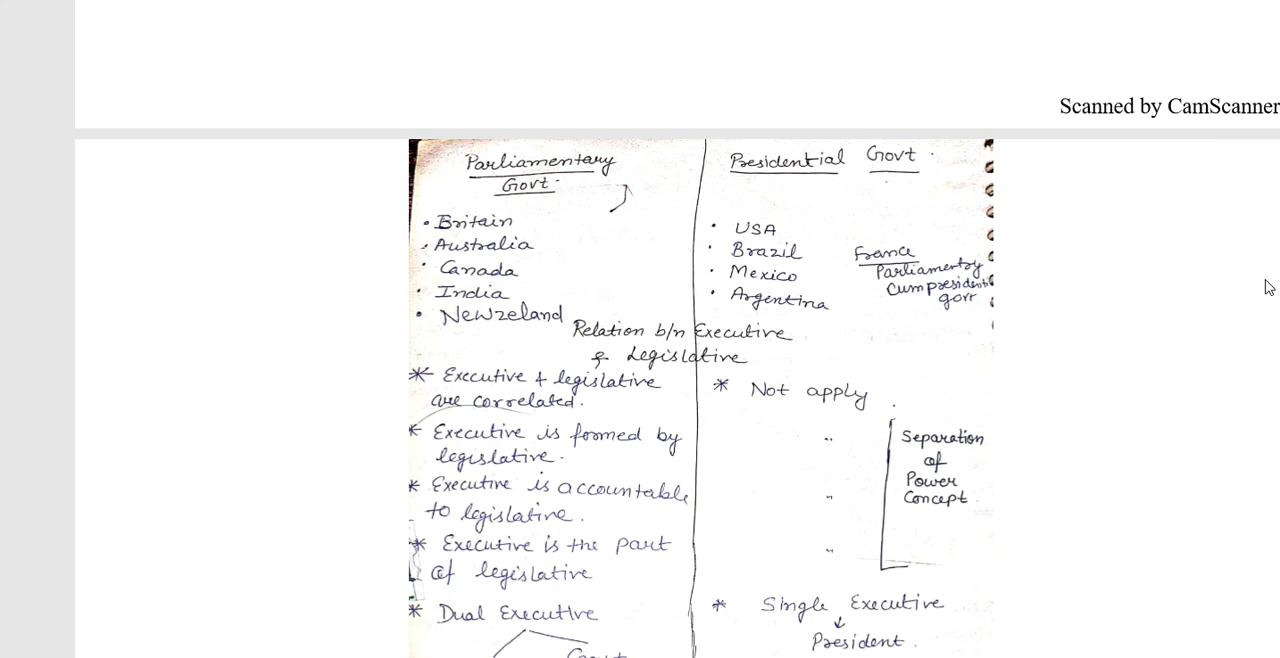 Scanned by CamScanner
Parliamentary
Govt.
• Britain
• Australia
• Canada
• India
• Newzeland
Presidential Govt.
• USA
• Brazil
• Mexico
• Argentina
France
Parliamentry
Cum president
govt
Relation b/n Executive
& Legislative
* Executive & legislative
are correlated.
* Not apply
* Executive is formed by
legislative.
"
* Executive is accountable
to legislative.
"
* Executive is the part
of legislative
"
Separation
of
Power
Concept
* Dual Executive
* Single Executive
↓
President.